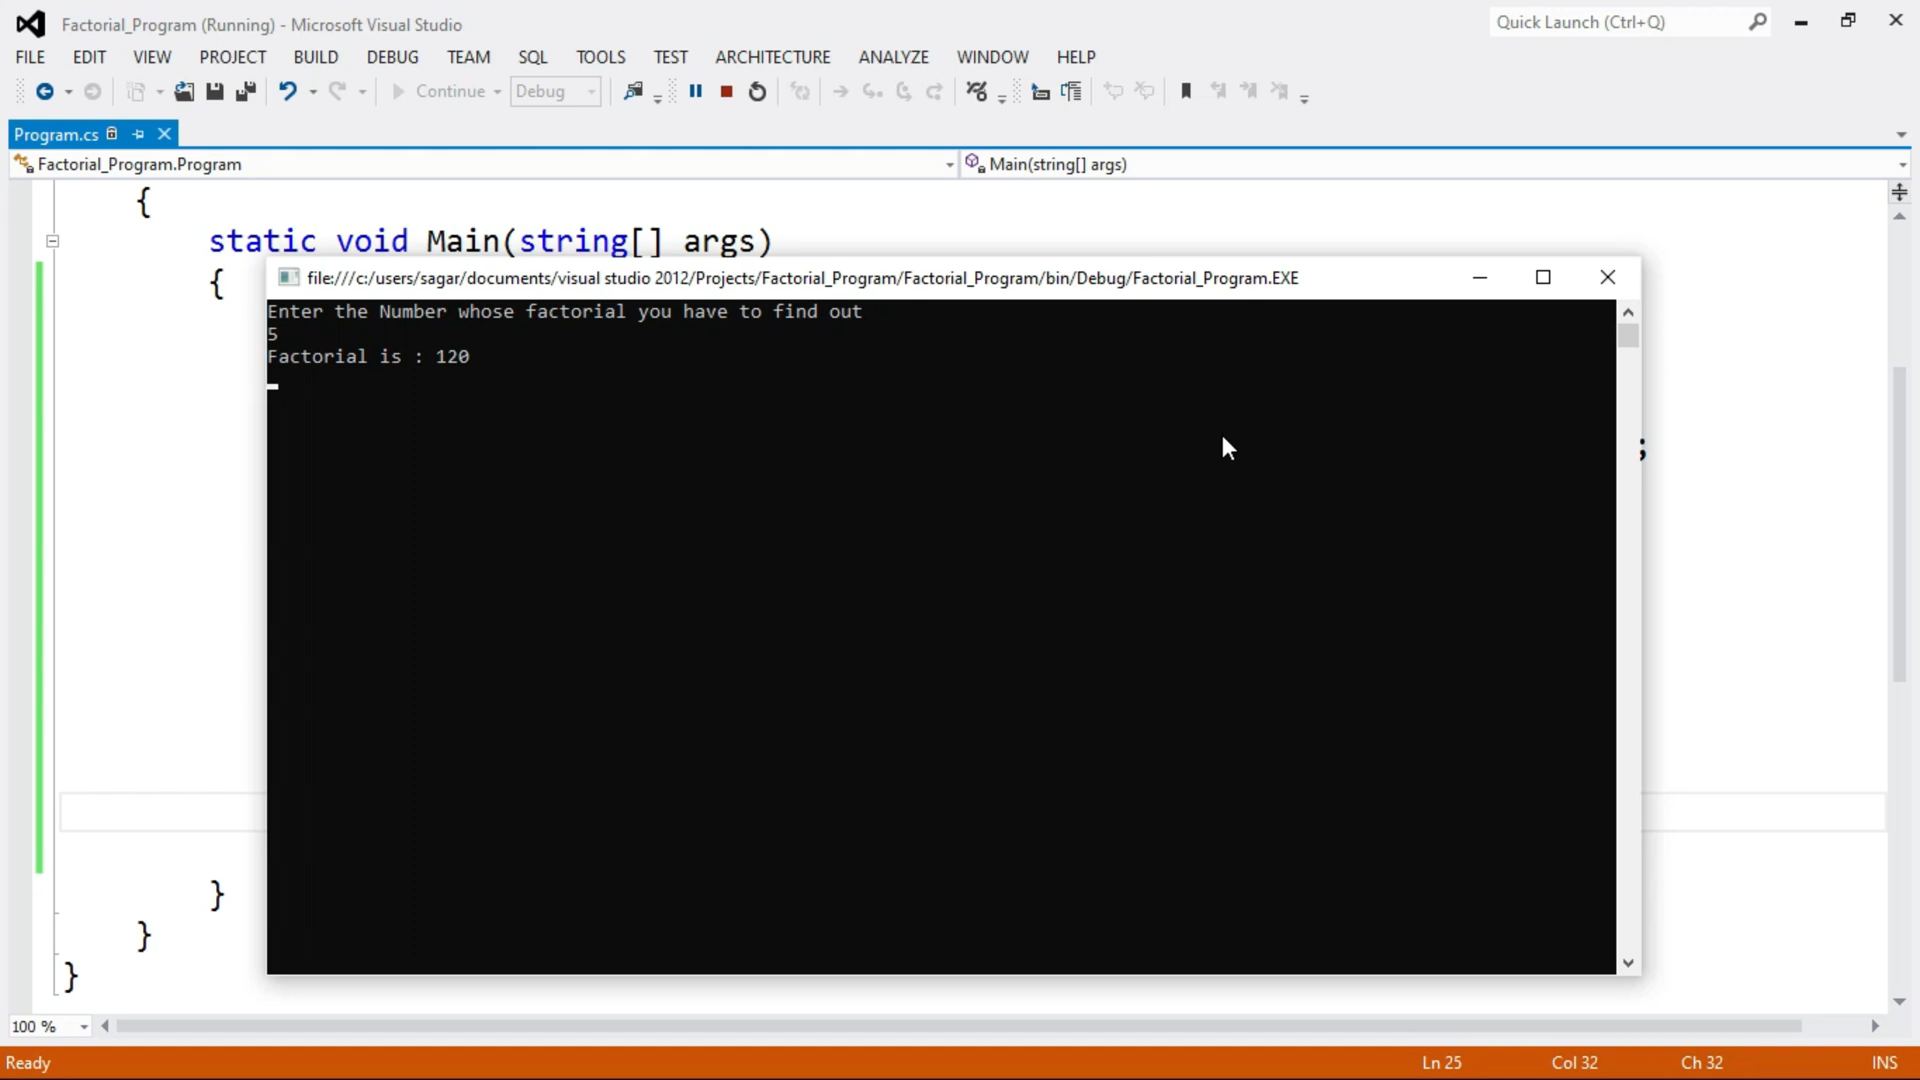 Factorial_Program (Running) - Microsoft Visual Studio
Quick Launch (Ctrl+Q)
FILE EDIT VIEW PROJECT BUILD DEBUG TEAM SQL TOOLS TEST ARCHITECTURE ANALYZE WINDOW HELP
Continue Debug
Program.cs
Factorial_Program.Program Main(string[] args)
{
static void Main(string[] args)
{
file:///c:/users/sagar/documents/visual studio 2012/Projects/Factorial_Program/Factorial_Program/bin/Debug/Factorial_Program.EXE
Enter the Number whose factorial you have to find out
5
Factorial is : 120
;
}
}
}
100 %
Ready Ln 25 Col 32 Ch 32 INS